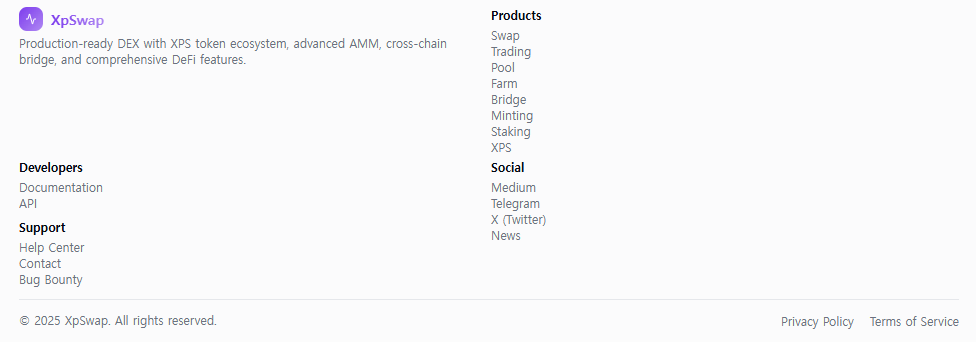 XpSwap
Production-ready DEX with XPS token ecosystem, advanced AMM, cross-chain
bridge, and comprehensive DeFi features.
Products
Swap
Trading
Pool
Farm
Bridge
Minting
Staking
XPS
Developers
Documentation
API
Support
Help Center
Contact
Bug Bounty
Social
Medium
Telegram
X (Twitter)
News
© 2025 XpSwap. All rights reserved.
Privacy Policy
Terms of Service